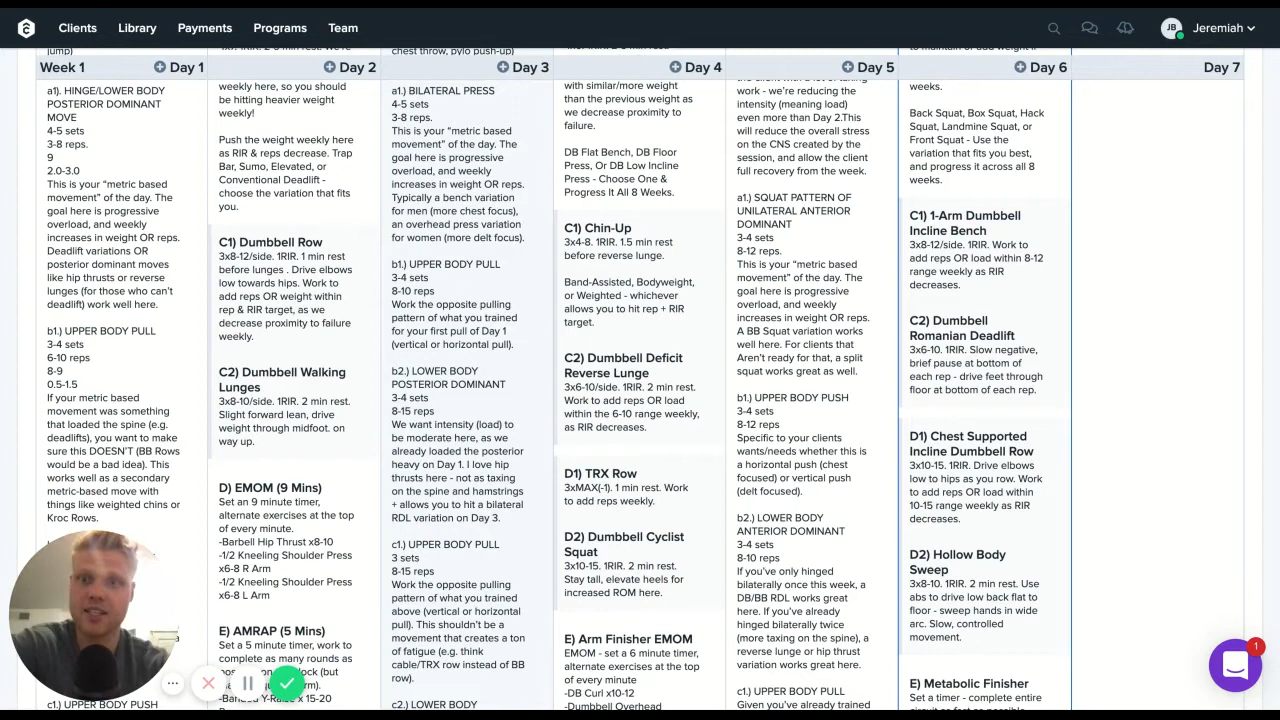 Clients
Library
Payments
Programs
Team
JB
Jeremiah
jump)
chest throw, pylo push-up)
Week 1
Day 1
Day 2
Day 3
Day 4
Day 5
Day 6
Day 7
a1). HINGE/LOWER BODY
POSTERIOR DOMINANT
MOVE
4-5 sets
3-8 reps.
9
2.0-3.0
This is your “metric based
movement” of the day. The
goal here is progressive
overload, and weekly
increases in weight OR reps.
Deadlift variations OR
posterior dominant moves
like hip thrusts or reverse
lunges (for those who can’t
deadlift) work well here.
b1.) UPPER BODY PULL
3-4 sets
6-10 reps
8-9
0.5-1.5
If your metric based
movement was something
that loaded the spine (e.g.
deadlifts), you want to make
sure this DOESN’T (BB Rows
would be a bad idea). This
works well as a secondary
metric-based move with
things like weighted chins or
Kroc Rows.
c1.) UPPER BODY PUSH
weekly here, so you should
be hitting heavier weight
weekly!
Push the weight weekly here
as RIR & reps decrease. Trap
Bar, Sumo, Elevated, or
Conventional Deadlift -
choose the variation that fits
you.
C1) Dumbbell Row
3x8-12/side. 1RIR. 1 min rest
before lunges . Drive elbows
low towards hips. Work to
add reps OR weight within
rep & RIR target, as we
decrease proximity to failure
weekly.
C2) Dumbbell Walking
Lunges
3x8-10/side. 1RIR. 2 min rest.
Slight forward lean, drive
weight through midfoot. on
way up.
D) EMOM (9 Mins)
Set an 9 minute timer,
alternate exercises at the top
of every minute.
-Barbell Hip Thrust x8-10
-1/2 Kneeling Shoulder Press
x6-8 R Arm
-1/2 Kneeling Shoulder Press
x6-8 L Arm
E) AMRAP (5 Mins)
Set a 5 minute timer, work to
complete as many rounds as
-Banded Y-Raise x 15-20
a1.) BILATERAL PRESS
4-5 sets
3-8 reps.
This is your “metric based
movement” of the day. The
goal here is progressive
overload, and weekly
increases in weight OR reps.
Typically a bench variation
for men (more chest focus),
an overhead press variation
for women (more delt focus).
b1.) UPPER BODY PULL
3-4 sets
8-10 reps
Work the opposite pulling
pattern of what you trained
for your first pull of Day 1
(vertical or horizontal pull).
b2.) LOWER BODY
POSTERIOR DOMINANT
3-4 sets
8-15 reps
We want intensity (load) to
be moderate here, as we
already loaded the posterior
heavy on Day 1. I love hip
thrusts here - not as taxing
on the spine and hamstrings
+ allows you to hit a bilateral
RDL variation on Day 3.
c1.) UPPER BODY PULL
3 sets
8-15 reps
Work the opposite pulling
pattern of what you trained
above (vertical or horizontal
pull). This shouldn’t be a
movement that creates a ton
of fatigue (e.g. think
cable/TRX row instead of BB
row).
c2.) LOWER BODY
with similar/more weight
than the previous weight as
we decrease proximity to
failure.
DB Flat Bench, DB Floor
Press, Or DB Low Incline
Press - Choose One &
Progress It All 8 Weeks.
C1) Chin-Up
3x4-8. 1RIR. 1.5 min rest
before reverse lunge.
Band-Assisted, Bodyweight,
or Weighted - whichever
allows you to hit rep + RIR
target.
C2) Dumbbell Deficit
Reverse Lunge
3x6-10/side. 1RIR. 2 min rest.
Work to add reps OR load
within the 6-10 range weekly,
as RIR decreases.
D1) TRX Row
3xMAX(-1). 1 min rest. Work
to add reps weekly.
D2) Dumbbell Cyclist
Squat
3x10-15. 1RIR. 2 min rest.
Stay tall, elevate heels for
increased ROM here.
E) Arm Finisher EMOM
EMOM - set a 6 minute timer,
alternate exercises at the top
of every minute
-DB Curl x10-12
-Dumbbell Overhead
the client with a lot of taxing
work - we’re reducing the
intensity (meaning load)
even more than Day 2.This
will reduce the overall stress
on the CNS created by the
session, and allow the client
full recovery from the week.
a1.) SQUAT PATTERN OF
UNILATERAL ANTERIOR
DOMINANT
3-4 sets
8-12 reps.
This is your “metric based
movement” of the day. The
goal here is progressive
overload, and weekly
increases in weight OR reps.
A BB Squat variation works
well here. For clients that
Aren’t ready for that, a split
squat works great as well.
b1.) UPPER BODY PUSH
3-4 sets
8-12 reps
Specific to your clients
wants/needs whether this is
a horizontal push (chest
focused) or vertical push
(delt focused).
b2.) LOWER BODY
ANTERIOR DOMINANT
3-4 sets
8-10 reps
If you’ve only hinged
bilaterally once this week, a
DB/BB RDL works great
here. If you’ve already
hinged bilaterally twice
(more taxing on the spine), a
reverse lunge or hip thrust
variation works great here.
c1.) UPPER BODY PULL
Given you’ve already trained
weeks.
Back Squat, Box Squat, Hack
Squat, Landmine Squat, or
Front Squat - Use the
variation that fits you best,
and progress it across all 8
weeks.
C1) 1-Arm Dumbbell
Incline Bench
3x8-12/side. 1RIR. Work to
add reps OR load within 8-12
range weekly as RIR
decreases.
C2) Dumbbell
Romanian Deadlift
3x6-10. 1RIR. Slow negative,
brief pause at bottom of
each rep - drive feet through
floor at bottom of each rep.
D1) Chest Supported
Incline Dumbbell Row
3x10-15. 1RIR. Drive elbows
low to hips as you row. Work
to add reps OR load within
10-15 range weekly as RIR
decreases.
D2) Hollow Body
Sweep
3x8-10. 1RIR. 2 min rest. Use
abs to drive low back flat to
floor - sweep hands in wide
arc. Slow, controlled
movement.
E) Metabolic Finisher
Set a timer - complete entire
1